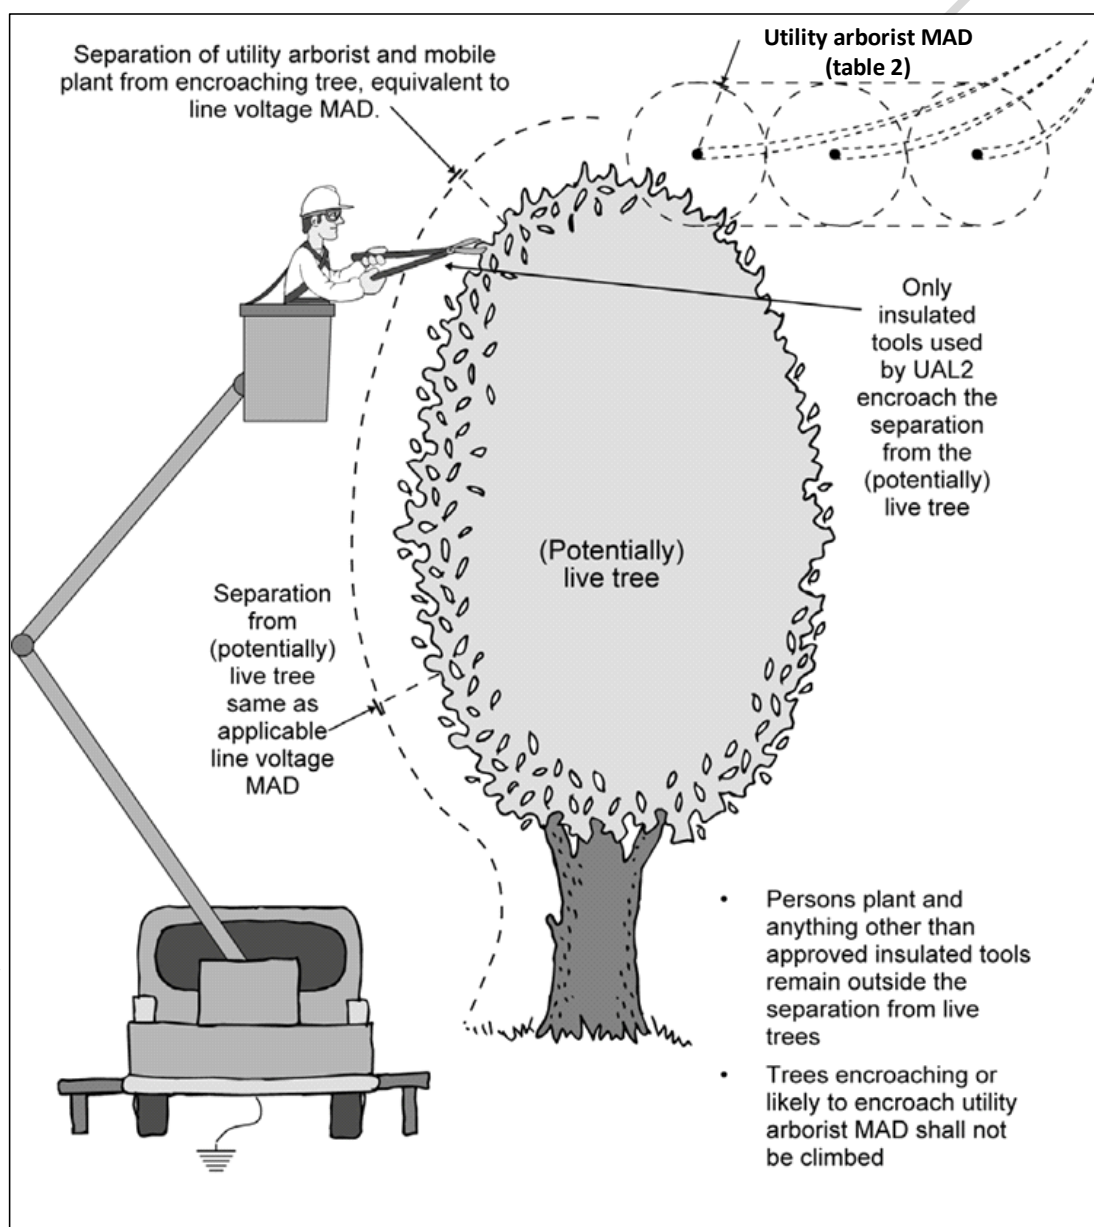 Separation of utility arborist and mobile
plant from encroaching tree, equivalent to
line voltage MAD.
Utility arborist MAD
(table 2)
Only
insulated
tools used
by UAL2
encroach the
separation
from the
(potentially)
live tree
(Potentially)
live tree
Separation
from
(potentially)
live tree
same as
applicable
line voltage
MAD
• Persons plant and
anything other than
approved insulated tools
remain outside the
separation from live
trees
• Trees encroaching or
likely to encroach utility
arborist MAD shall not
be climbed